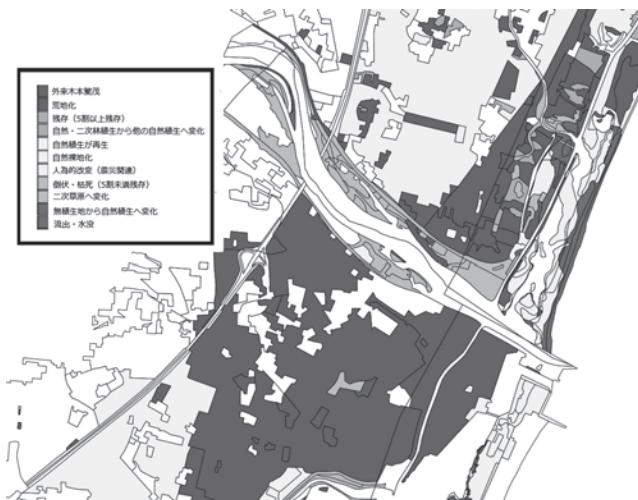 外来木本繁茂
荒地化
残存（5割以上残存）
自然・二次林植生から他の自然植生へ変化
自然植生が再生
自然裸地化
人為的改変（震災関連）
倒伏・枯死（5割未満残存）
二次草原へ変化
無植生地から自然植生へ変化
流出・水没